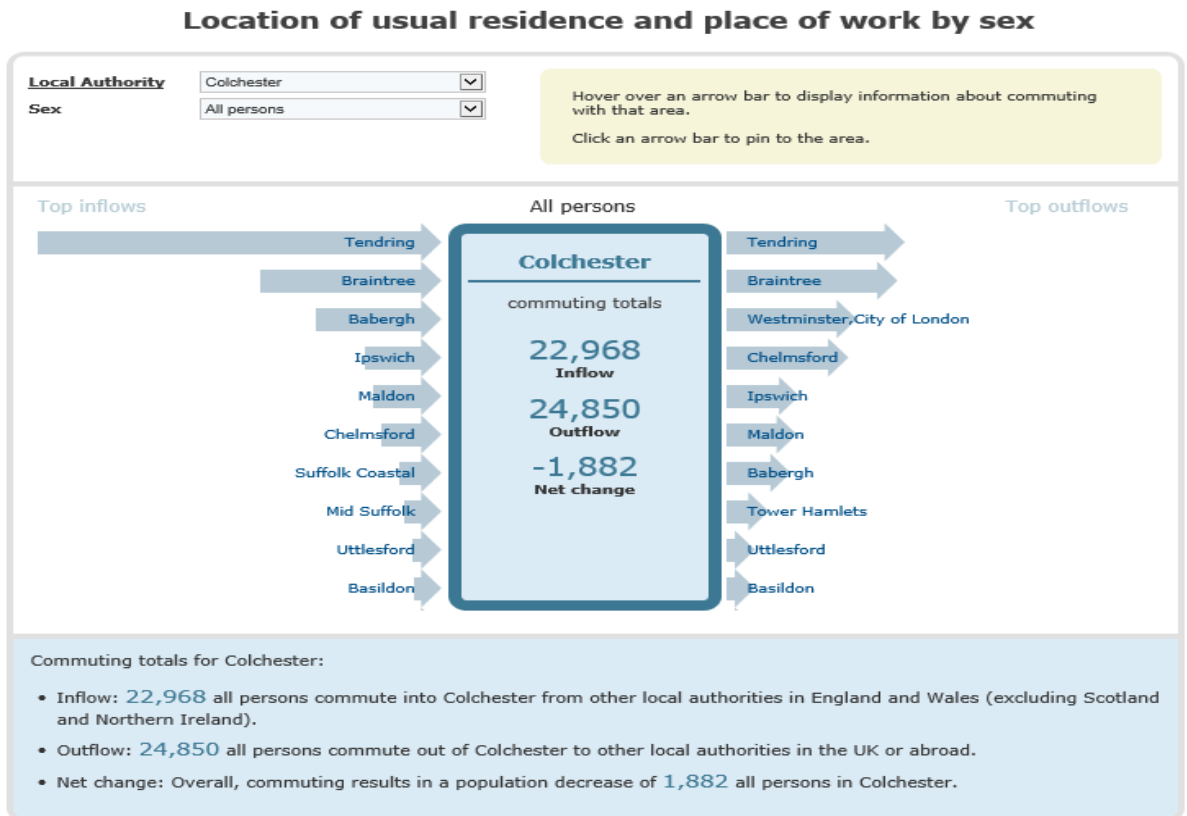 Location of usual residence and place of work by sex
Local Authority
Colchester
Sex
All persons
Hover over an arrow bar to display information about commuting
with that area.
Click an arrow bar to pin to the area.
Top inflows
All persons
Top outflows
Tendring
Braintree
Babergh
Ipswich
Maldon
Chelmsford
Suffolk Coastal
Mid Suffolk
Uttlesford
Basildon
Colchester
commuting totals
22,968
Inflow
24,850
Outflow
-1,882
Net change
Tendring
Braintree
Westminster,City of London
Chelmsford
Ipswich
Maldon
Babergh
Tower Hamlets
Uttlesford
Basildon
Commuting totals for Colchester:
• Inflow: 22,968 all persons commute into Colchester from other local authorities in England and Wales (excluding Scotland
and Northern Ireland).
• Outflow: 24,850 all persons commute out of Colchester to other local authorities in the UK or abroad.
• Net change: Overall, commuting results in a population decrease of 1,882 all persons in Colchester.